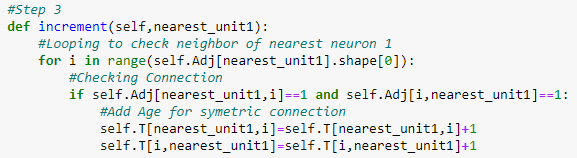 #Step 3
def increment(self,nearest_unit1):
    #Looping to check neighbor of nearest neuron 1
    for i in range(self.Adj[nearest_unit1].shape[0]):
        #Checking Connection
        if self.Adj[nearest_unit1,i]==1 and self.Adj[i,nearest_unit1]==1:
            #Add Age for symetric connection
            self.T[nearest_unit1,i]=self.T[nearest_unit1,i]+1
            self.T[i,nearest_unit1]=self.T[i,nearest_unit1]+1